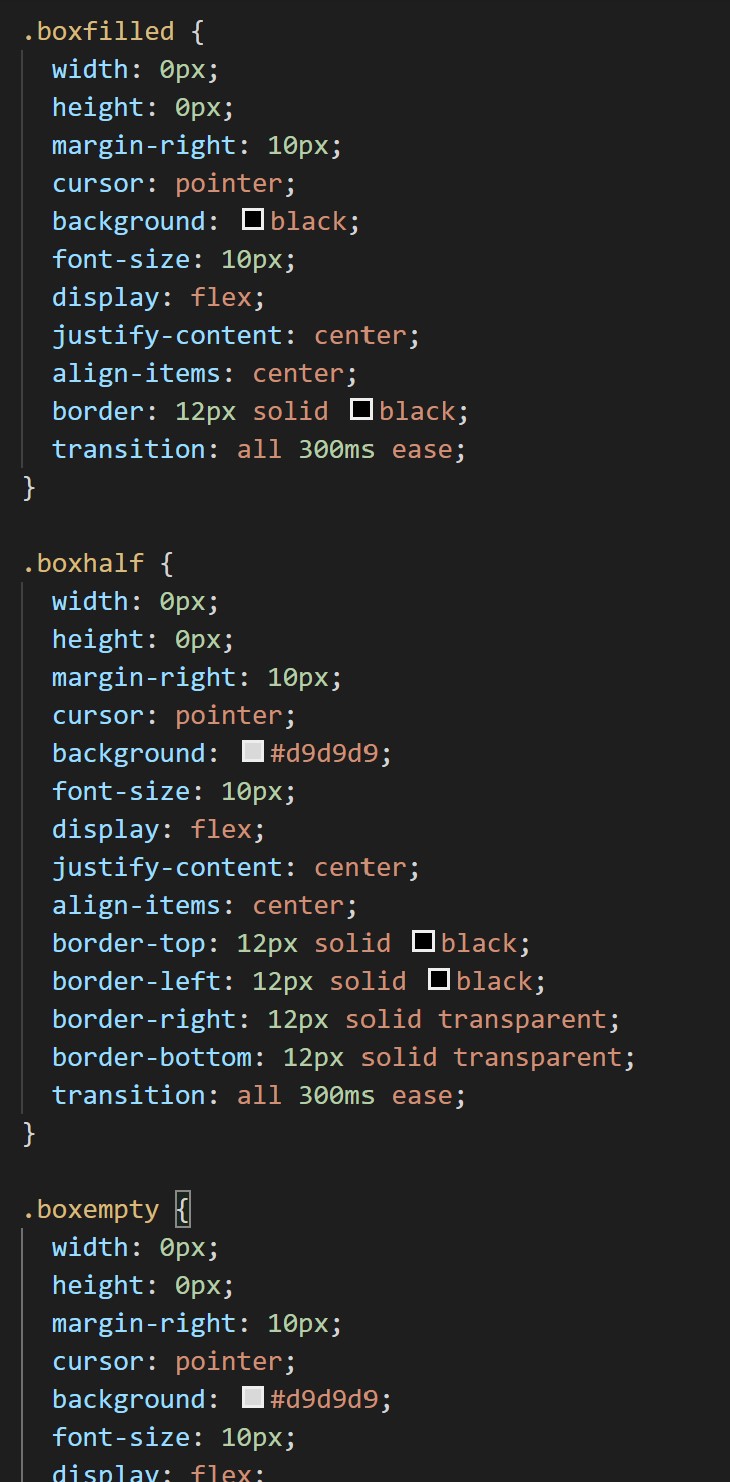 .boxfilled {
width: 0px;
height: 0px;
margin-right: 10px;
cursor: pointer;
background: black;
font-size: 10px;
display: flex;
justify-content: center;
align-items: center;
border: 12px solid black;
transition: all 300ms ease;
}
.boxhalf {
width: 0px;
height: 0px;
margin-right: 10px;
cursor: pointer;
background: #d9d9d9;
font-size: 10px;
display: flex;
justify-content: center;
align-items: center;
border-top: 12px solid black;
border-left: 12px solid black;
border-right: 12px solid transparent;
border-bottom: 12px solid transparent;
transition: all 300ms ease;
}
.boxempty {
width: 0px;
height: 0px;
margin-right: 10px;
cursor: pointer;
background: #d9d9d9;
font-size: 10px;
display: flex;